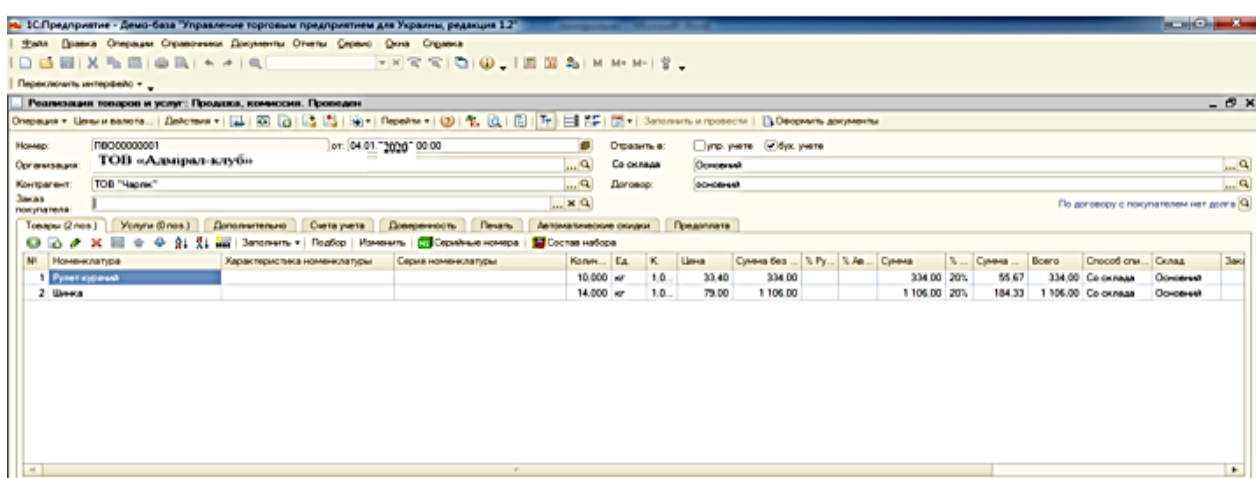 1С:Предприятие - Демо-база "Управление торговым предприятием для Украины, редакция 1.2"
Файл Правка Операции Справочники Документы Отчеты Сервис Окна Справка
M M+ M-
Переключить интерфейс
Реализация товаров и услуг: Продажа, комиссия. Проведен
Операция Цены и валюта... Действия Перейти Заполнить и провести Оформить документы
Номер: ПВО00000001 от: 04.01. 2020 00:00 Отразить в: упр. учете бух. учете
Организация: ТОВ «Адмірал-клуб» Со склада: Основний
Контрагент: ТОВ "Чарлік" Договор: основний
Заказ покупателя: По договору с покупателем нет долга
Товары (2 поз.) Услуги (0 поз.) Дополнительно Счета учета Доверенность Печать Автоматические скидки Предоплата
Заполнить Подбор Изменить Серийные номера Состав набора
№ Номенклатура Характеристика номенклатуры Серия номенклатуры Колич... Ед. К. Цена Сумма без ... % Ру... % Ав... Сумма % ... Сумма ... Всего Способ спи... Склад Зака
1 Рулет курячий 10,000 кг 1.0... 33,40 334.00 334.00 20% 55.67 334,00 Со склада Основний
2 Шинка 14.000 кг 1.0... 79.00 1 106.00 1 106.00 20% 184.33 1 106.00 Со склада Основний